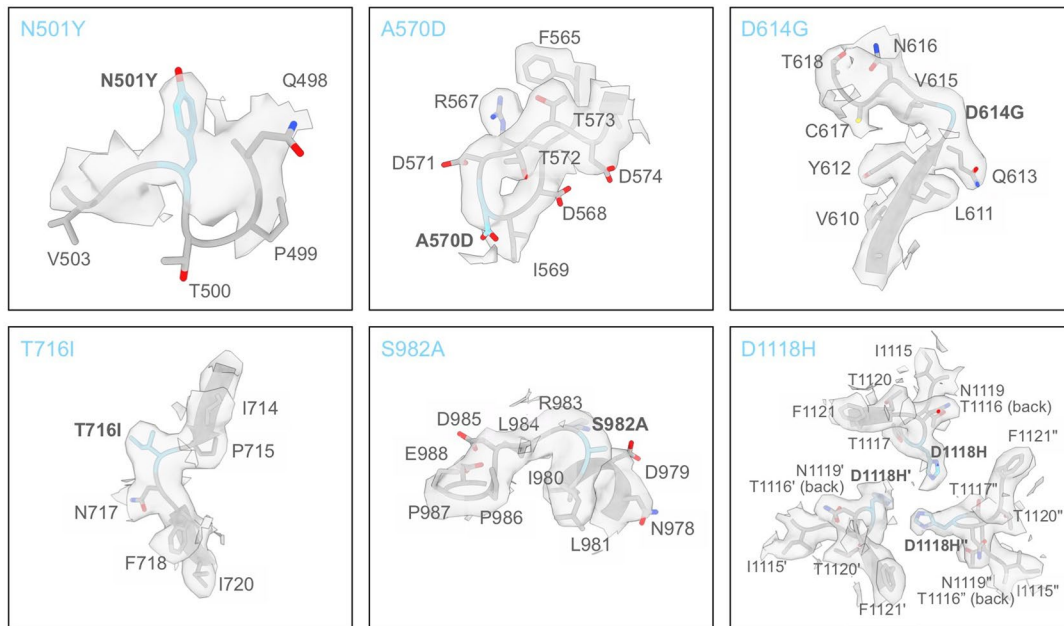 N501Y
N501Y
Q498
V503
P499
T500
A570D
F565
R567
T573
D571
T572
D574
D568
A570D
I569
D614G
N616
T618
V615
D614G
C617
Y612
Q613
V610
L611
T716I
I714
T716I
P715
N717
F718
I720
S982A
R983
D985
L984
S982A
E988
I980
D979
P987
P986
N978
L981
D1118H
I1115
T1120
N1119
F1121
T1116 (back)
T1117
D1118H
F1121"
N1119'
D1118H'
T1116' (back)
T1117"
T1120"
D1118H"
I1115'
T1120'
N1119"
I1115"
F1121'
T1116" (back)